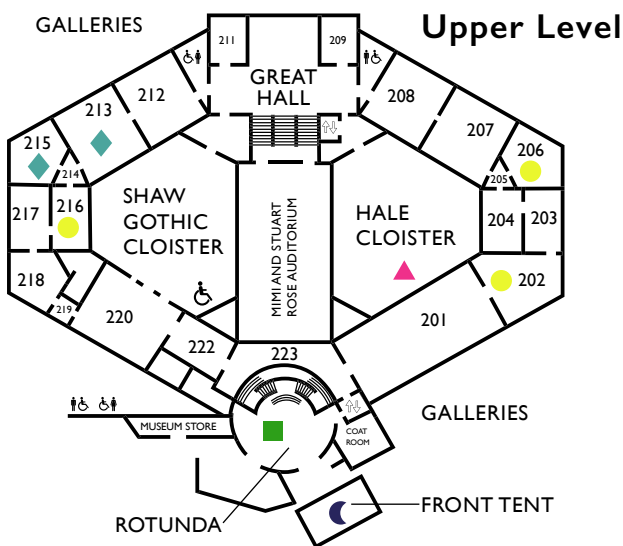 GALLERIES
Upper Level
211
209
GREAT
HALL
213
212
208
207
215
206
214
205
217
216
SHAW
GOTHIC
CLOISTER
MIMI AND STUART
ROSE AUDITORIUM
HALE
CLOISTER
204
203
218
202
219
220
201
222
223
MUSEUM STORE
COAT
ROOM
GALLERIES
ROTUNDA
FRONT TENT